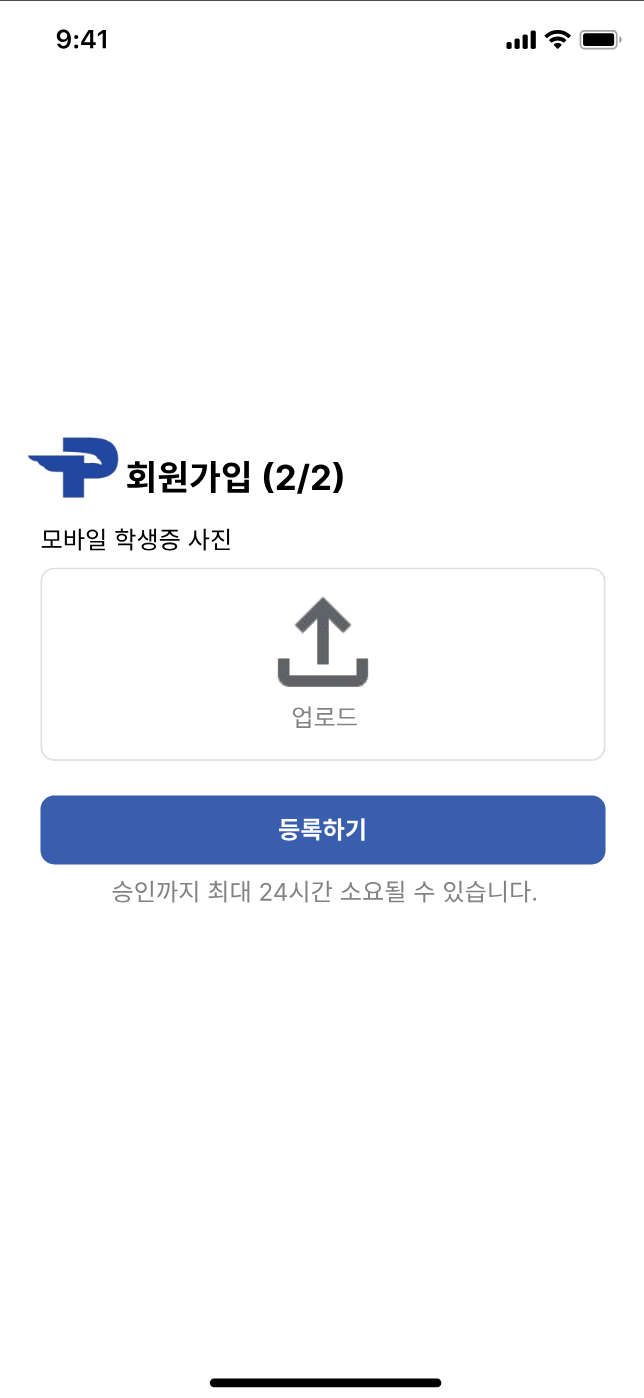 9:41
회원가입 (2/2)
모바일 학생증 사진
업로드
등록하기
승인까지 최대 24시간 소요될 수 있습니다.